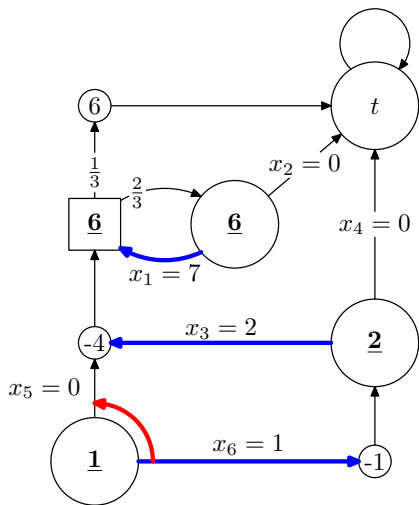 6
t
1/3
2/3
x₂ = 0
6
6
x₄ = 0
x₁ = 7
-4
x₃ = 2
2
x₅ = 0
x₆ = 1
1
-1